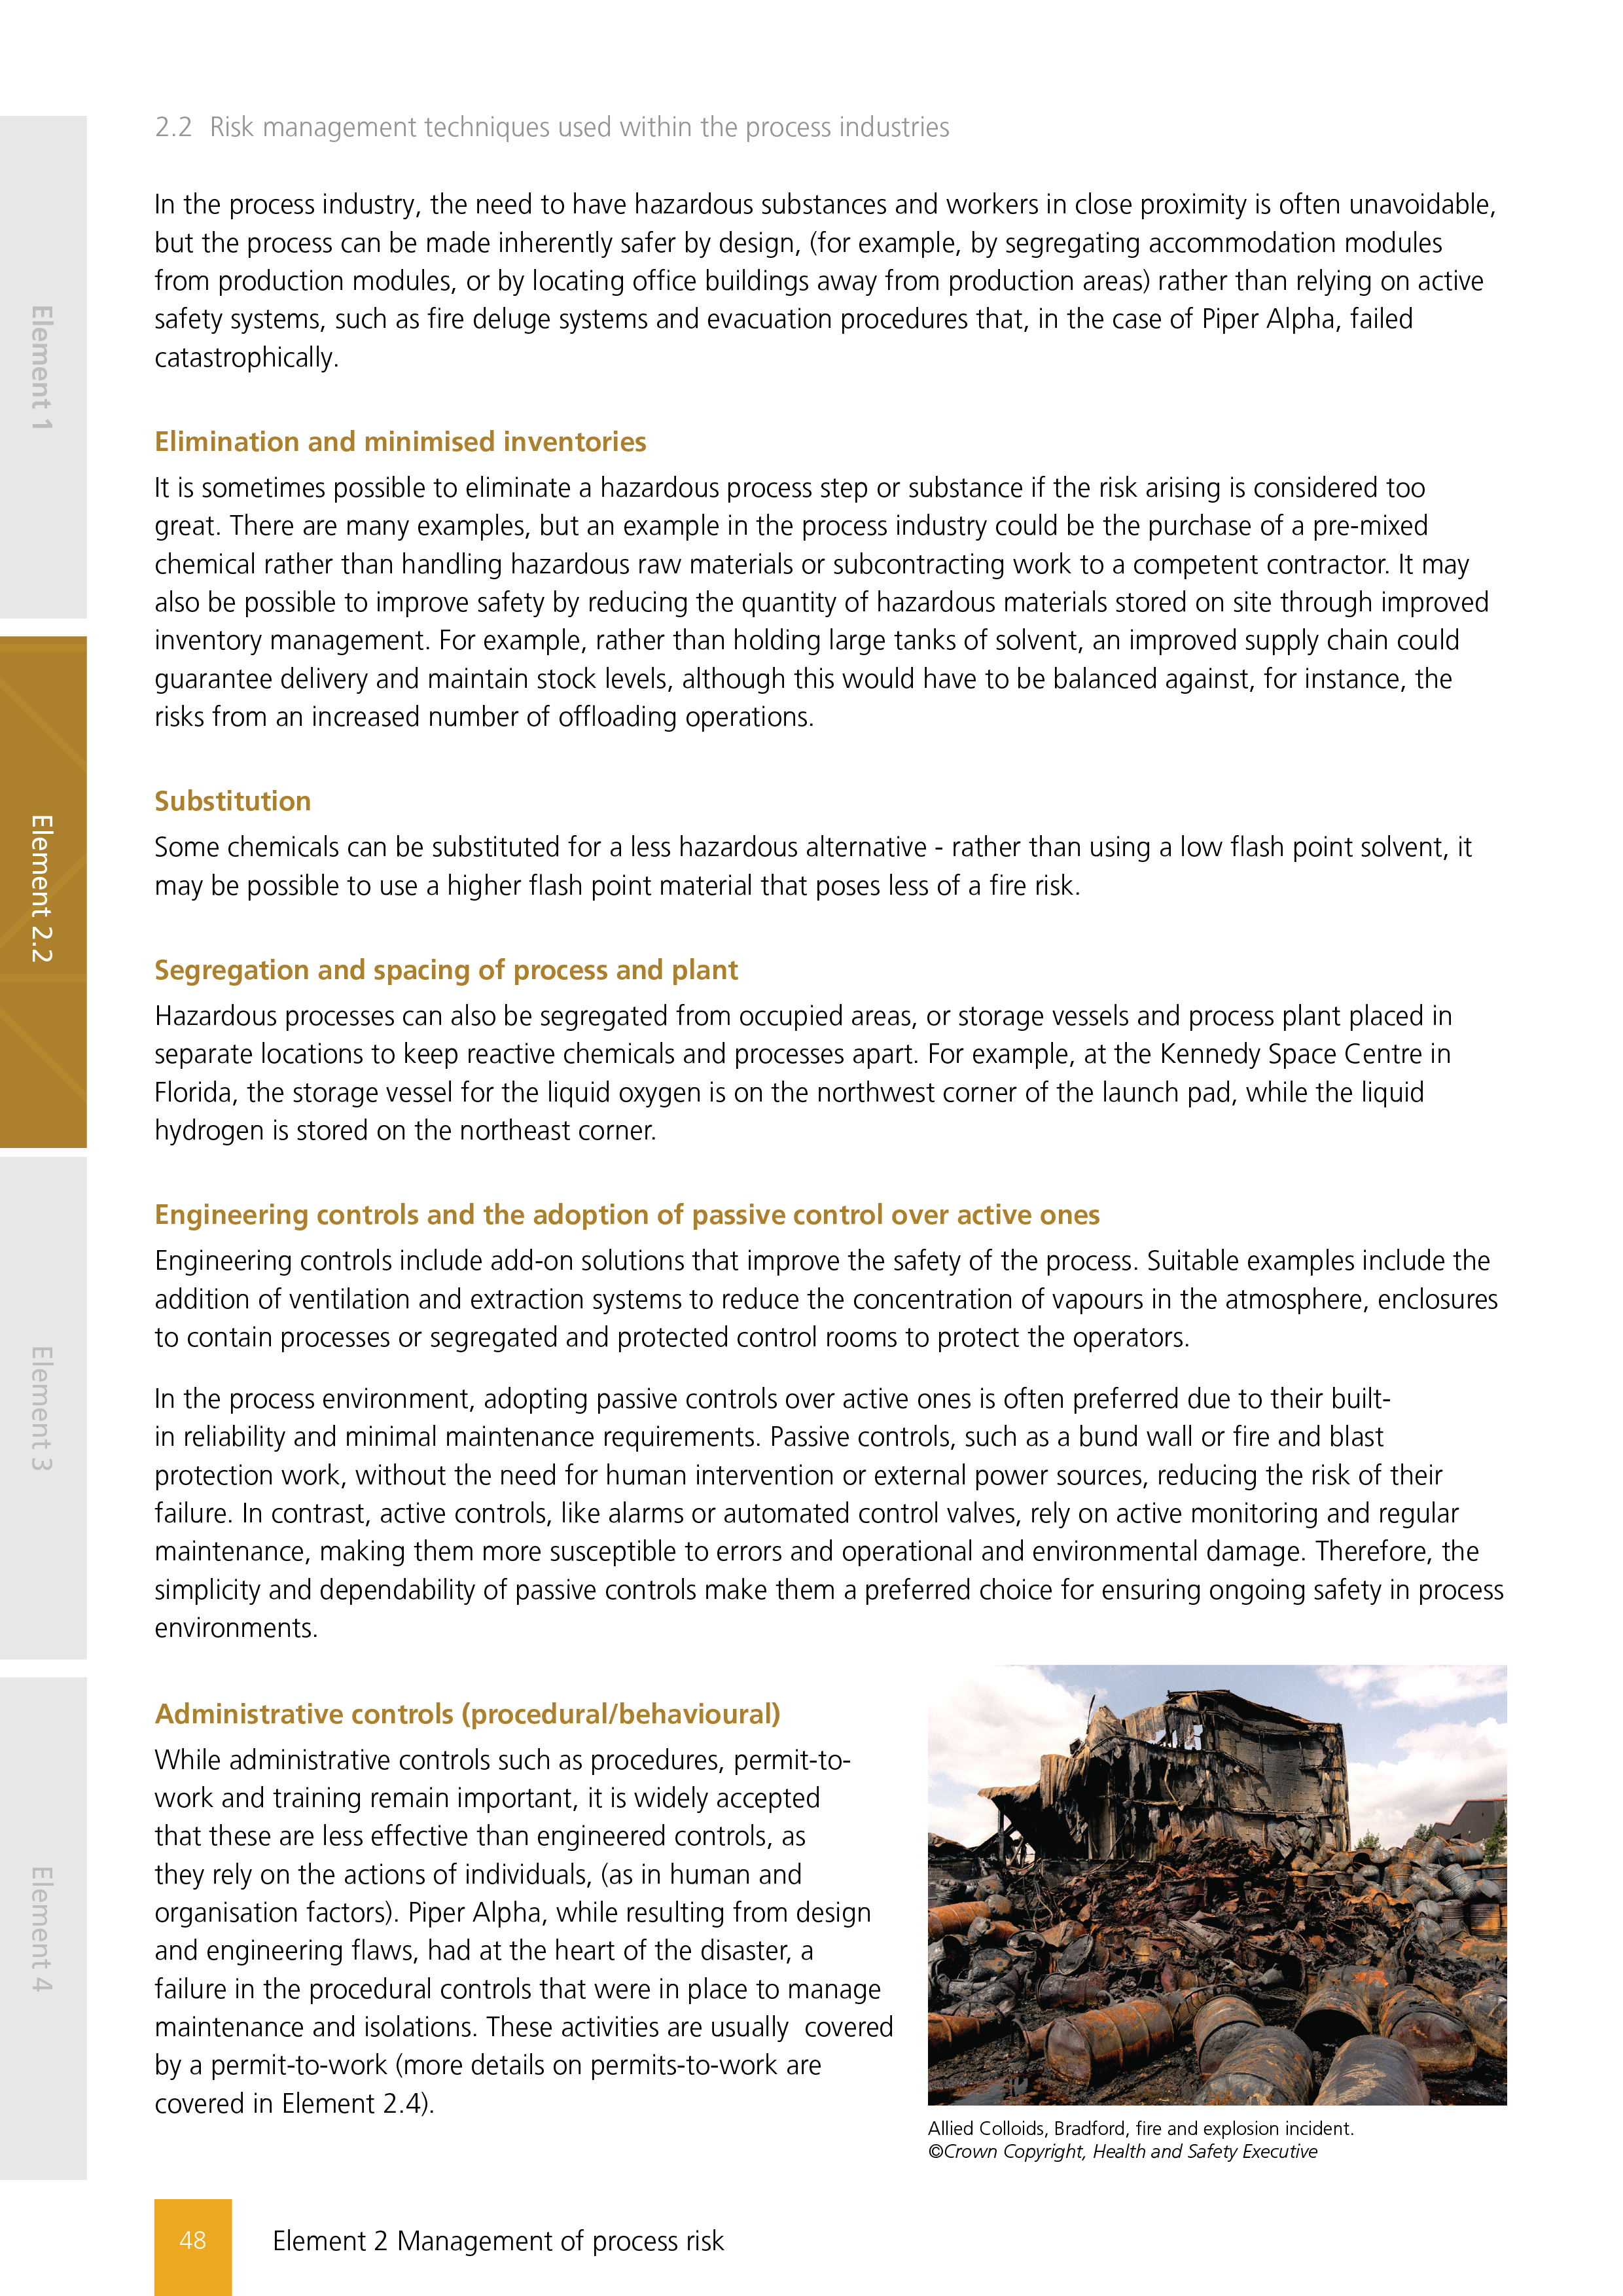 2.2 Risk management techniques used within the process industries
In the process industry, the need to have hazardous substances and workers in close proximity is often unavoidable,
but the process can be made inherently safer by design, (for example, by segregating accommodation modules
from production modules, or by locating office buildings away from production areas) rather than relying on active
safety systems, such as fire deluge systems and evacuation procedures that, in the case of Piper Alpha, failed
catastrophically.
Elimination and minimised inventories
It is sometimes possible to eliminate a hazardous process step or substance if the risk arising is considered too
great. There are many examples, but an example in the process industry could be the purchase of a pre-mixed
chemical rather than handling hazardous raw materials or subcontracting work to a competent contractor. It may
also be possible to improve safety by reducing the quantity of hazardous materials stored on site through improved
inventory management. For example, rather than holding large tanks of solvent, an improved supply chain could
guarantee delivery and maintain stock levels, although this would have to be balanced against, for instance, the
risks from an increased number of offloading operations.
Substitution
Some chemicals can be substituted for a less hazardous alternative - rather than using a low flash point solvent, it
may be possible to use a higher flash point material that poses less of a fire risk.
Segregation and spacing of process and plant
Hazardous processes can also be segregated from occupied areas, or storage vessels and process plant placed in
separate locations to keep reactive chemicals and processes apart. For example, at the Kennedy Space Centre in
Florida, the storage vessel for the liquid oxygen is on the northwest corner of the launch pad, while the liquid
hydrogen is stored on the northeast corner.
Engineering controls and the adoption of passive control over active ones
Engineering controls include add-on solutions that improve the safety of the process. Suitable examples include the
addition of ventilation and extraction systems to reduce the concentration of vapours in the atmosphere, enclosures
to contain processes or segregated and protected control rooms to protect the operators.
In the process environment, adopting passive controls over active ones is often preferred due to their built-
in reliability and minimal maintenance requirements. Passive controls, such as a bund wall or fire and blast
protection work, without the need for human intervention or external power sources, reducing the risk of their
failure. In contrast, active controls, like alarms or automated control valves, rely on active monitoring and regular
maintenance, making them more susceptible to errors and operational and environmental damage. Therefore, the
simplicity and dependability of passive controls make them a preferred choice for ensuring ongoing safety in process
environments.
Administrative controls (procedural/behavioural)
While administrative controls such as procedures, permit-to-
work and training remain important, it is widely accepted
that these are less effective than engineered controls, as
they rely on the actions of individuals, (as in human and
organisation factors). Piper Alpha, while resulting from design
and engineering flaws, had at the heart of the disaster, a
failure in the procedural controls that were in place to manage
maintenance and isolations. These activities are usually covered
by a permit-to-work (more details on permits-to-work are
covered in Element 2.4).
Allied Colloids, Bradford, fire and explosion incident.
©Crown Copyright, Health and Safety Executive
Element 1
Element 2.2
Element 3
Element 4
48
Element 2 Management of process risk